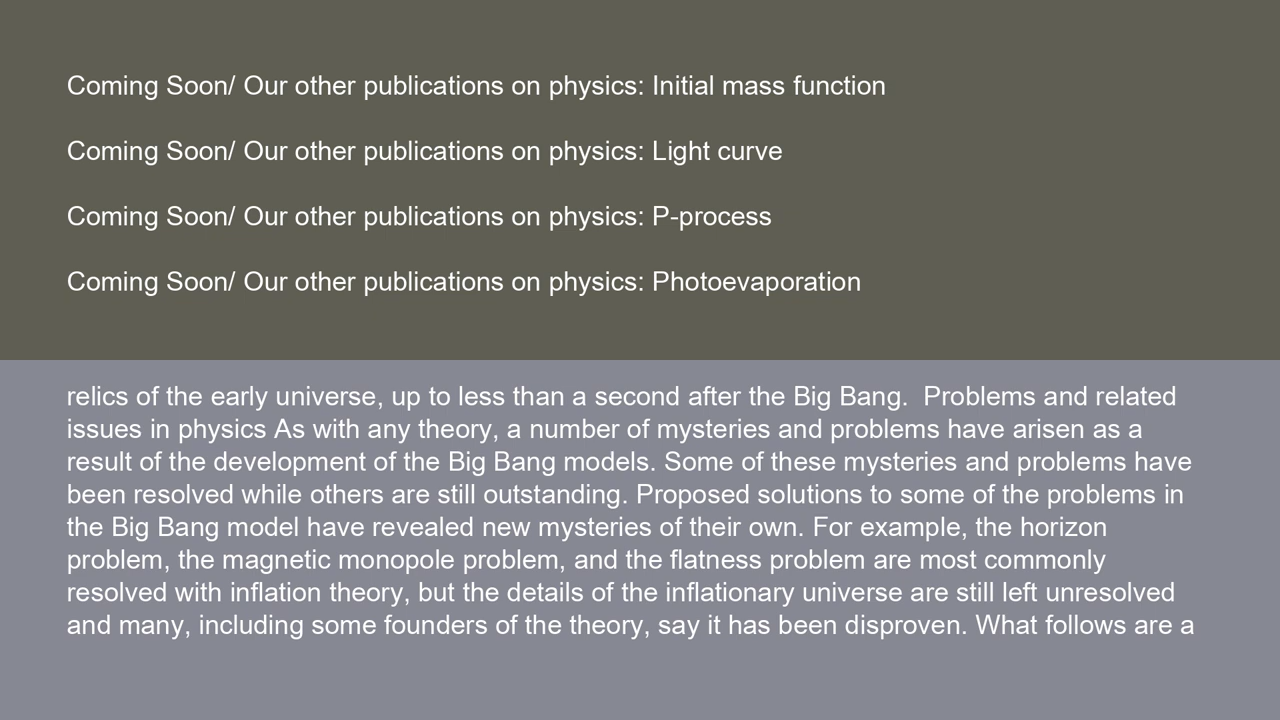 Coming Soon/ Our other publications on physics: Initial mass function
Coming Soon/ Our other publications on physics: Light curve
Coming Soon/ Our other publications on physics: P-process
Coming Soon/ Our other publications on physics: Photoevaporation
relics of the early universe, up to less than a second after the Big Bang.  Problems and related
issues in physics As with any theory, a number of mysteries and problems have arisen as a
result of the development of the Big Bang models. Some of these mysteries and problems have
been resolved while others are still outstanding. Proposed solutions to some of the problems in
the Big Bang model have revealed new mysteries of their own. For example, the horizon
problem, the magnetic monopole problem, and the flatness problem are most commonly
resolved with inflation theory, but the details of the inflationary universe are still left unresolved
and many, including some founders of the theory, say it has been disproven. What follows are a